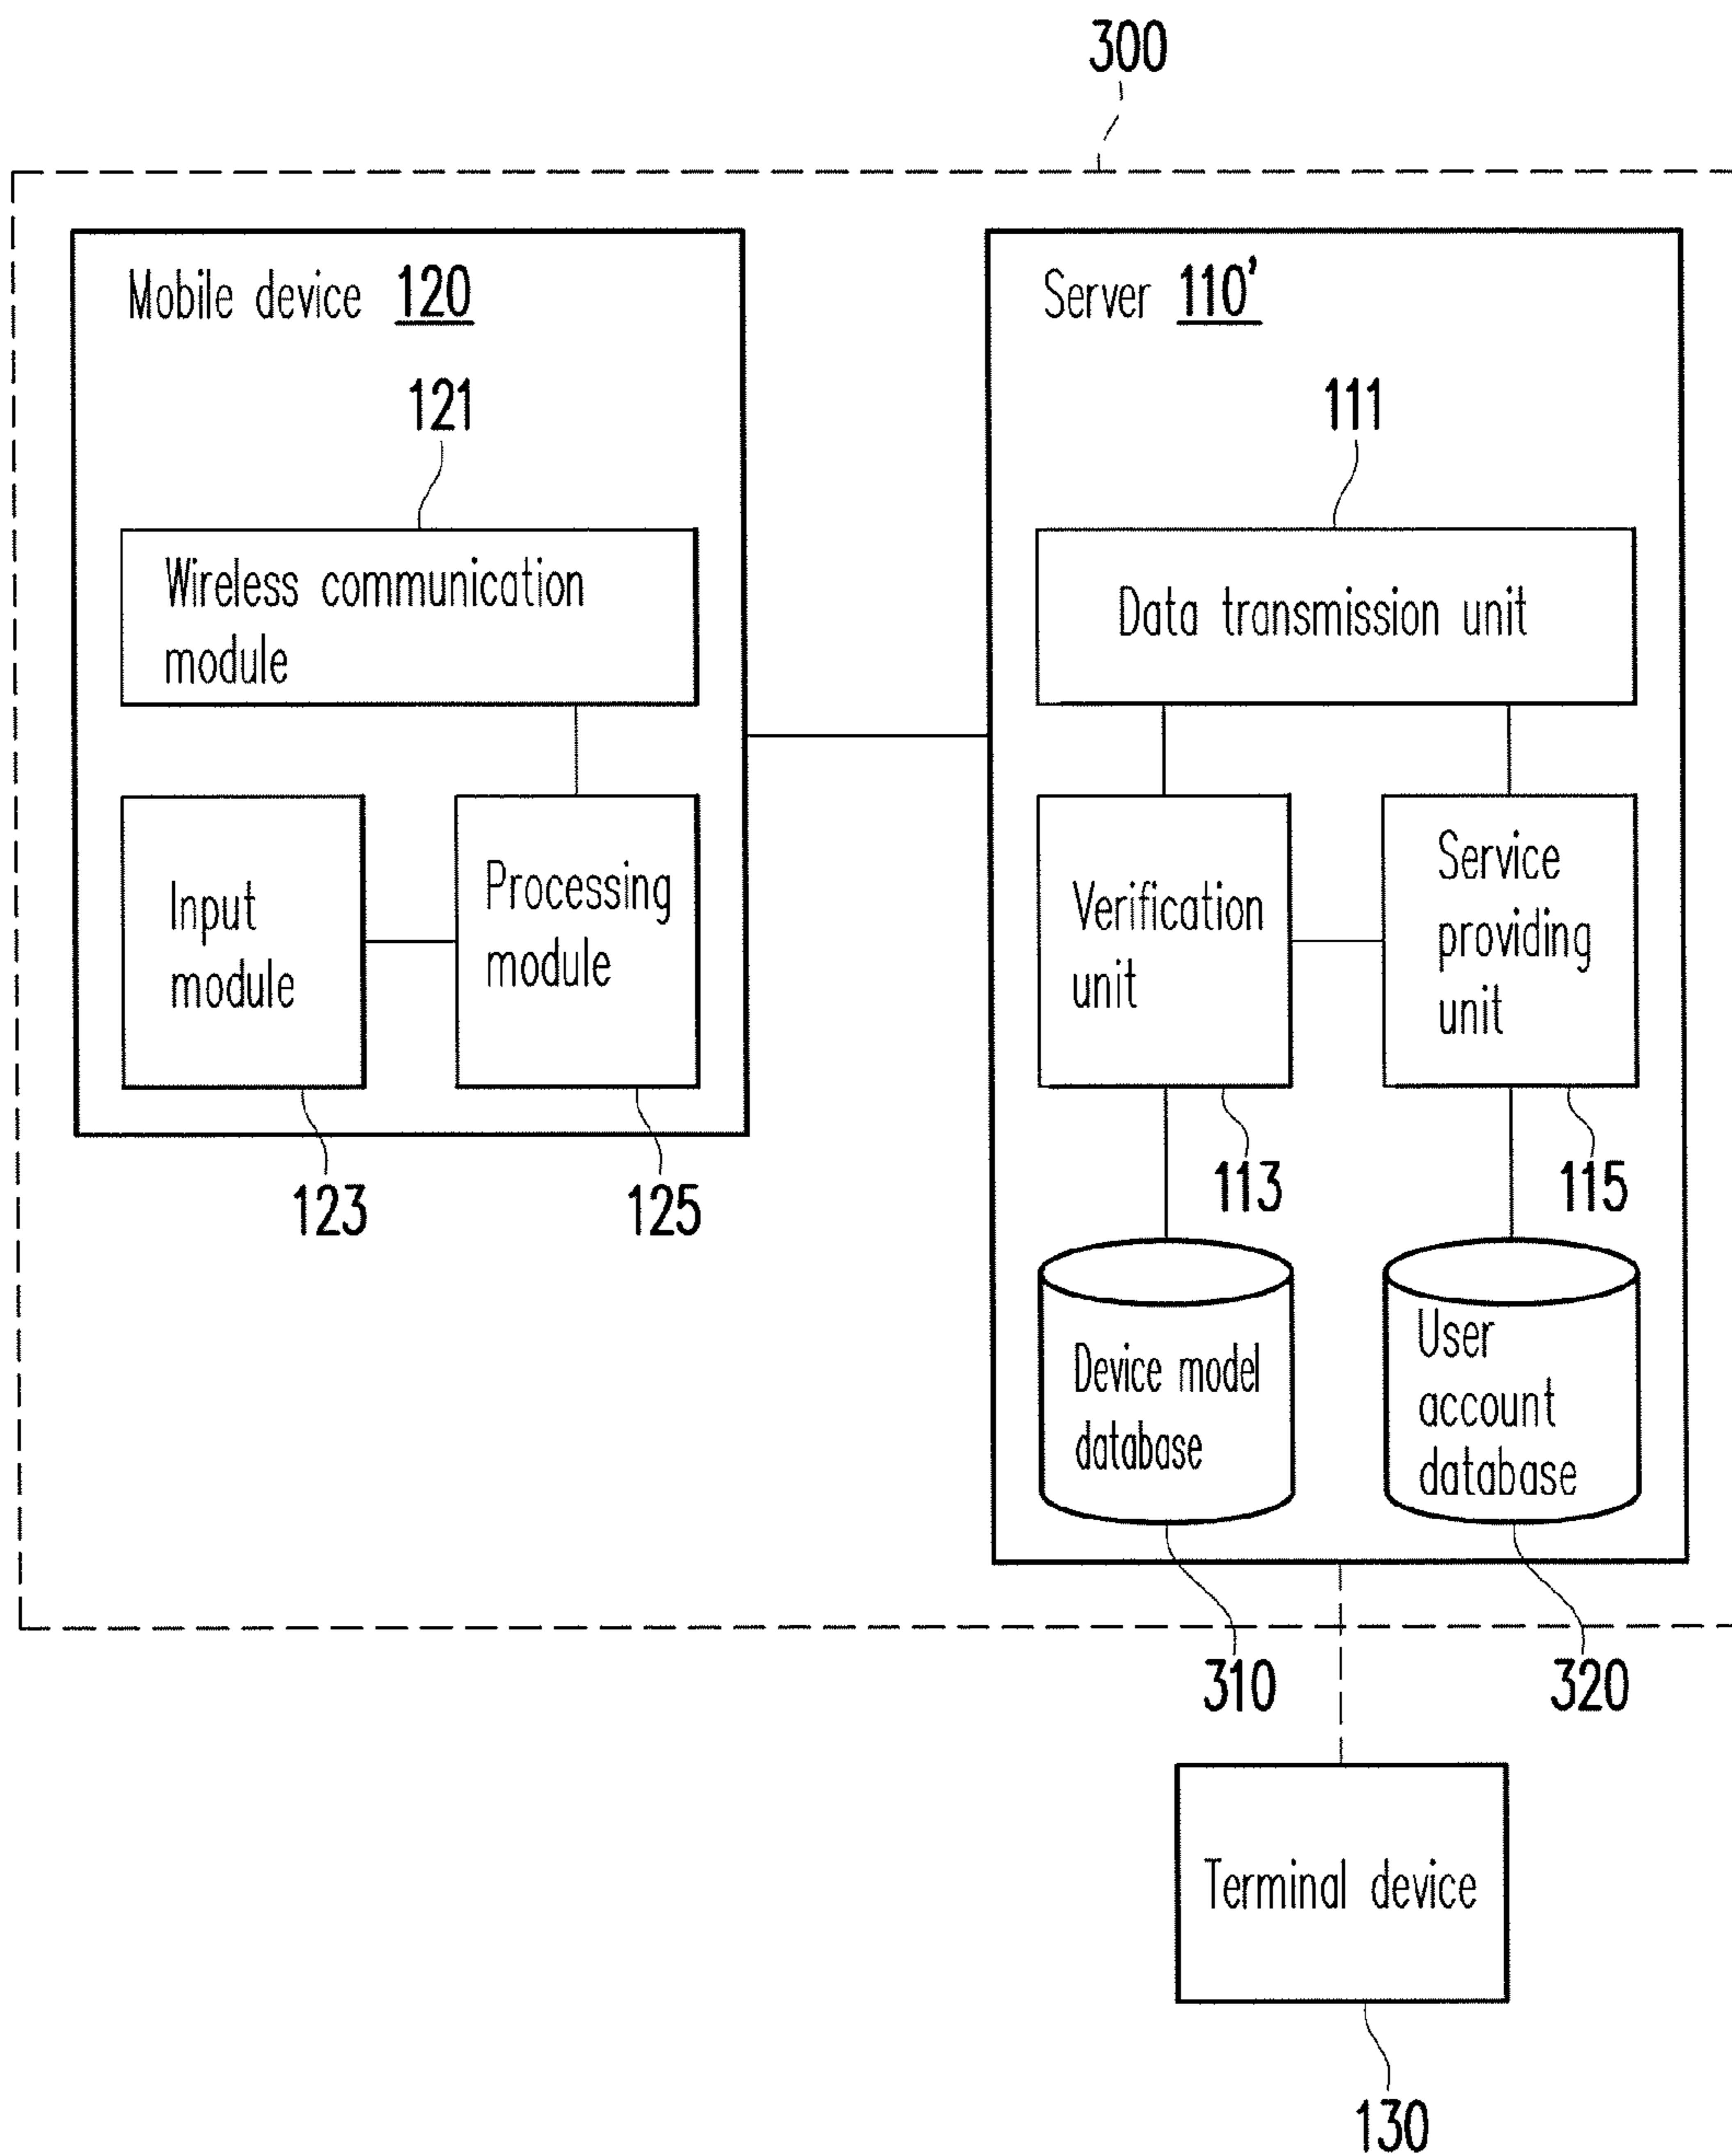 300
Mobile device 120
Server 110'
121
111
Wireless communication
module
Data transmission unit
Input
module
Processing
module
Verification
unit
Service
providing
unit
123
125
113
115
Device model
database
User
account
database
310
320
Terminal device
130